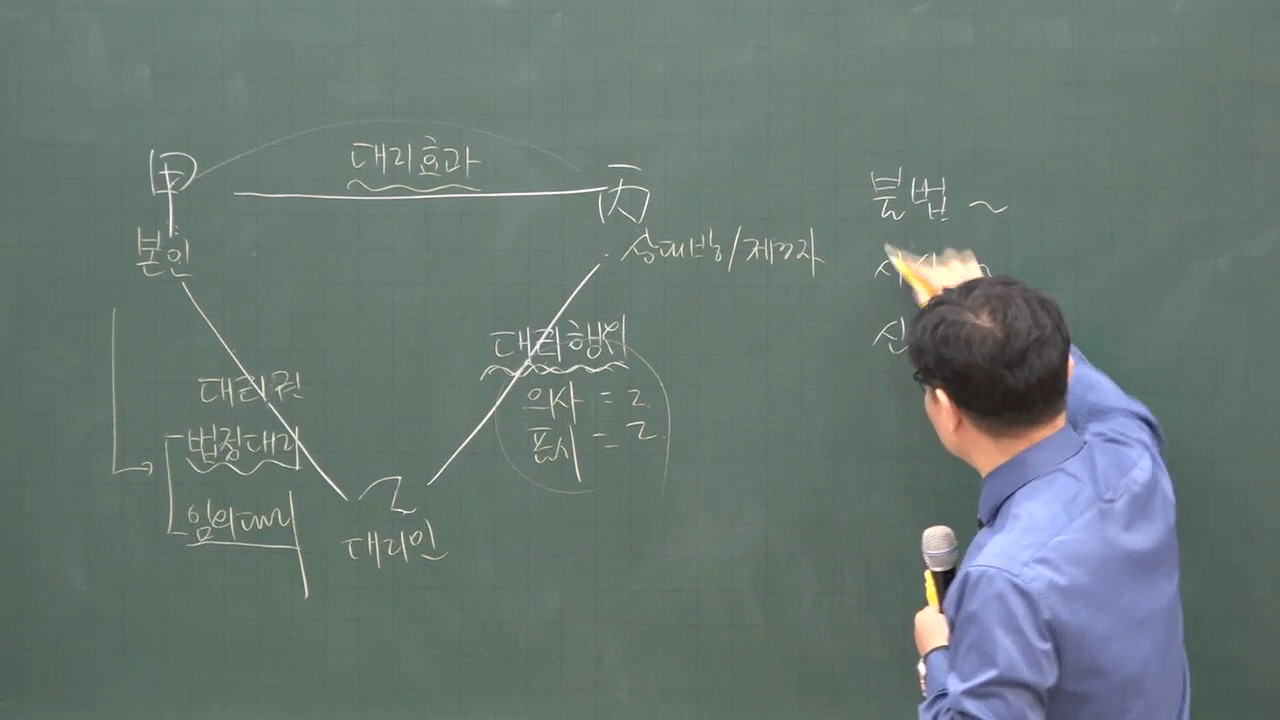 甲
본인
대리효과
丙
상대방/제3자
대리권
법정대리
임의대리
乙
대리인
대리행위
의사 = 乙
표시 = 乙
불법 ~
신